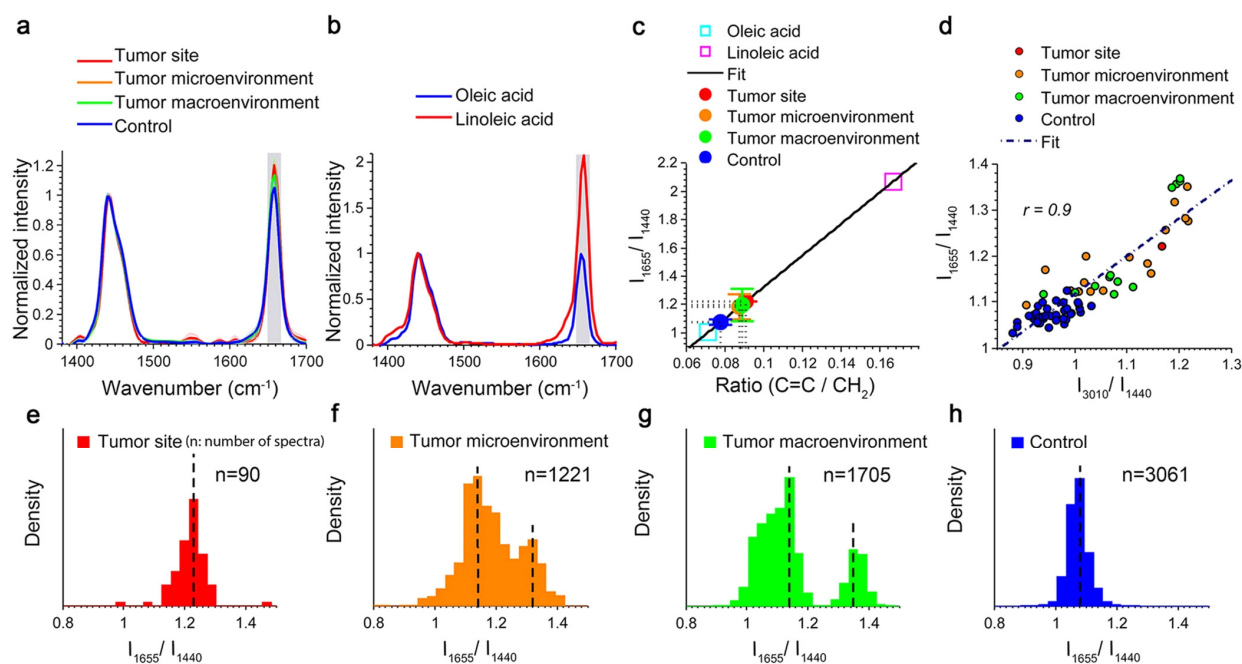 a
Tumor site
Tumor microenvironment
Tumor macroenvironment
Control
Normalized intensity
1.2
1
0.8
0.6
0.4
0.2
0
1400 1500 1600 1700
Wavenumber (cm⁻¹)
b
Oleic acid
Linoleic acid
Normalized intensity
2
1.5
1
0.5
0
1400 1500 1600 1700
Wavenumber (cm⁻¹)
c
Oleic acid
Linoleic acid
Fit
Tumor site
Tumor microenvironment
Tumor macroenvironment
Control
I₁₆₅₅/ I₁₄₄₀
2.2
2
1.8
1.6
1.4
1.2
1
0.06 0.08 0.1 0.12 0.14 0.16
Ratio (C=C / CH₂)
d
Tumor site
Tumor microenvironment
Tumor macroenvironment
Control
Fit
r = 0.9
I₁₆₅₅/ I₁₄₄₀
1.4
1.3
1.2
1.1
1
0.9 1 1.1 1.2 1.3
I₃₀₁₀/ I₁₄₄₀
e
Tumor site (n: number of spectra)
n=90
Density
0.8 1 1.2 1.4
I₁₆₅₅/ I₁₄₄₀
f
Tumor microenvironment
n=1221
Density
0.8 1 1.2 1.4
I₁₆₅₅/ I₁₄₄₀
g
Tumor macroenvironment
n=1705
Density
0.8 1 1.2 1.4
I₁₆₅₅/ I₁₄₄₀
h
Control
n=3061
Density
0.8 1 1.2 1.4
I₁₆₅₅/ I₁₄₄₀